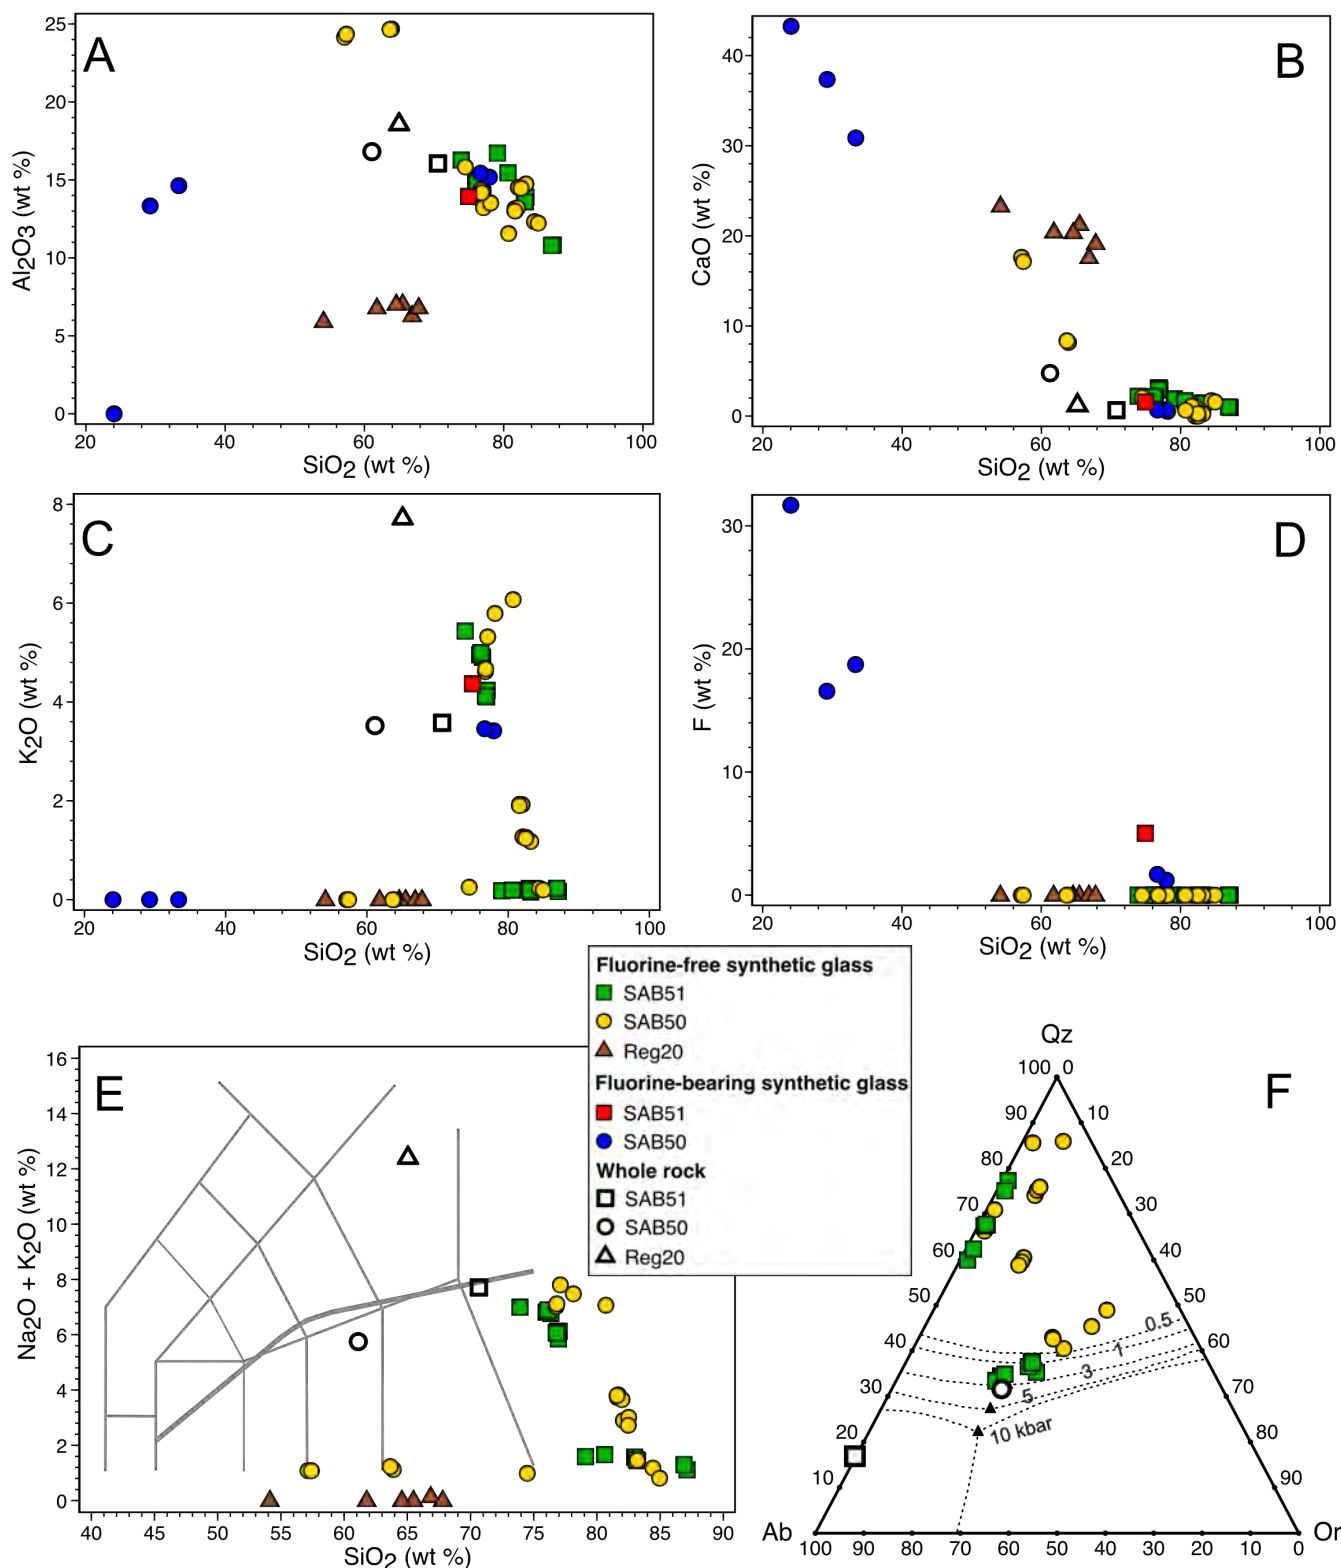 A
Al2O3 (wt %)
25
20
15
10
5
0
20 40 60 80 100
SiO2 (wt %)
B
CaO (wt %)
40
30
20
10
0
20 40 60 80 100
SiO2 (wt %)
C
K2O (wt %)
8
6
4
2
0
20 40 60 80 100
SiO2 (wt %)
D
F (wt %)
30
20
10
0
20 40 60 80 100
SiO2 (wt %)
Fluorine-free synthetic glass
SAB51
SAB50
Reg20
Fluorine-bearing synthetic glass
SAB51
SAB50
Whole rock
SAB51
SAB50
Reg20
E
Na2O + K2O (wt %)
16
14
12
10
8
6
4
2
0
40 45 50 55 60 65 70 75 80 85 90
SiO2 (wt %)
F
Qz
100 0
90 10
80 20
70 30
60 40
50 50
40 60
30 70
20 80
10 90
0.5
1
3
5
10 kbar
Ab Or
100 90 80 70 60 50 40 30 20 10 0